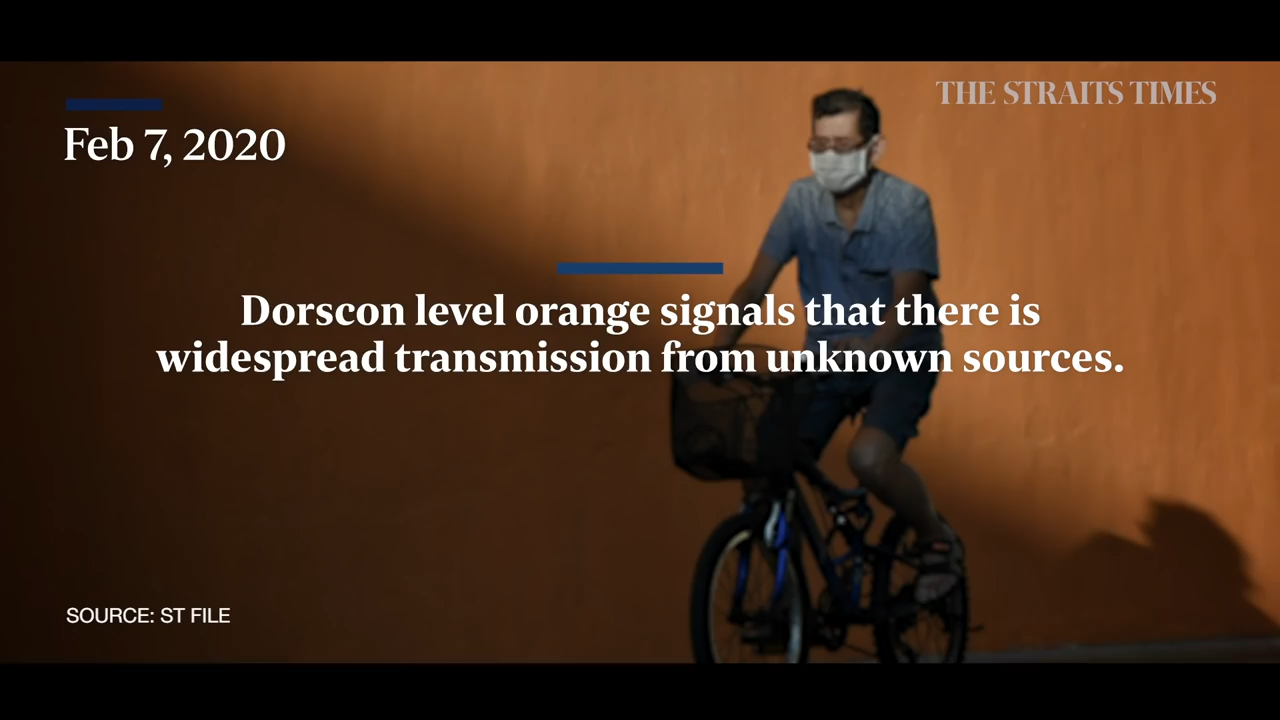 THE STRAITS TIMES
Feb 7, 2020
Dorscon level orange signals that there is
widespread transmission from unknown sources.
SOURCE: ST FILE